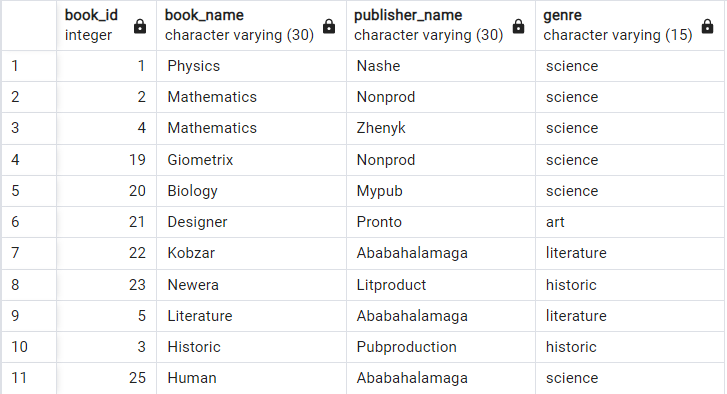 book_id book_name publisher_name genre
integer character varying (30) character varying (30) character varying (15)
1 1 Physics Nashe science
2 2 Mathematics Nonprod science
3 4 Mathematics Zhenyk science
4 19 Giometrix Nonprod science
5 20 Biology Mypub science
6 21 Designer Pronto art
7 22 Kobzar Ababahalamaga literature
8 23 Newera Litproduct historic
9 5 Literature Ababahalamaga literature
10 3 Historic Pubproduction historic
11 25 Human Ababahalamaga science